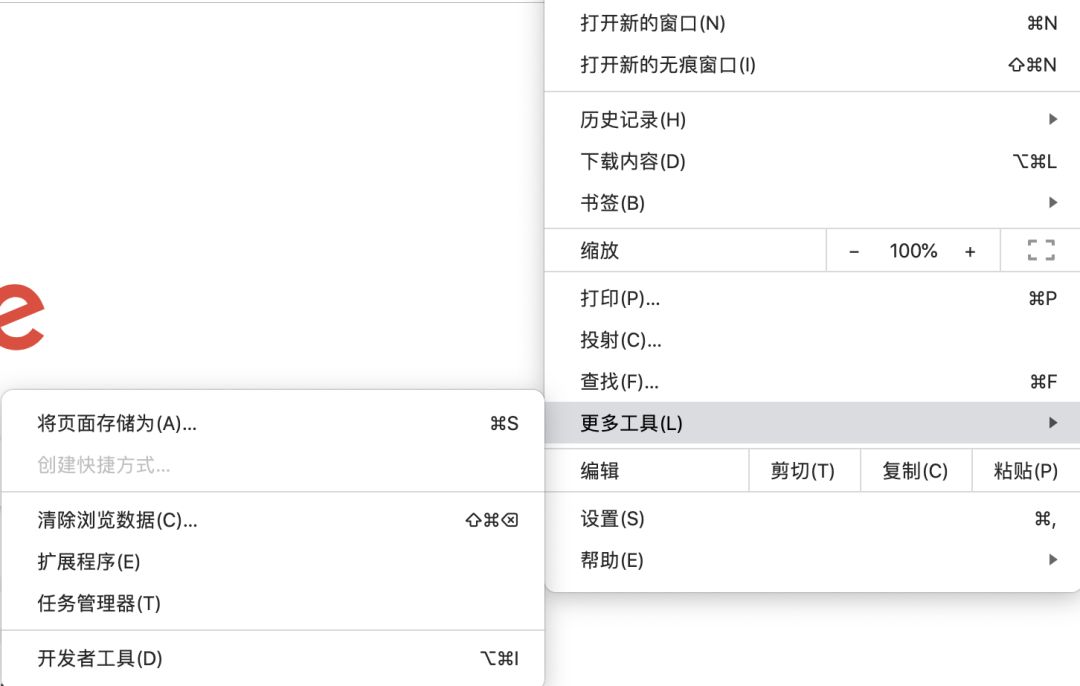 打开新的窗口(N) ⌘N
打开新的无痕窗口(I) ⇧⌘N
历史记录(H)
下载内容(D) ⌥⌘L
书签(B)
缩放 − 100% +
打印(P)... ⌘P
投射(C)...
查找(F)... ⌘F
更多工具(L)
编辑 剪切(T) 复制(C) 粘贴(P)
设置(S) ⌘,
帮助(E)
e
将页面存储为(A)... ⌘S
创建快捷方式...
清除浏览数据(C)... ⇧⌘⌫
扩展程序(E)
任务管理器(T)
开发者工具(D) ⌥⌘I